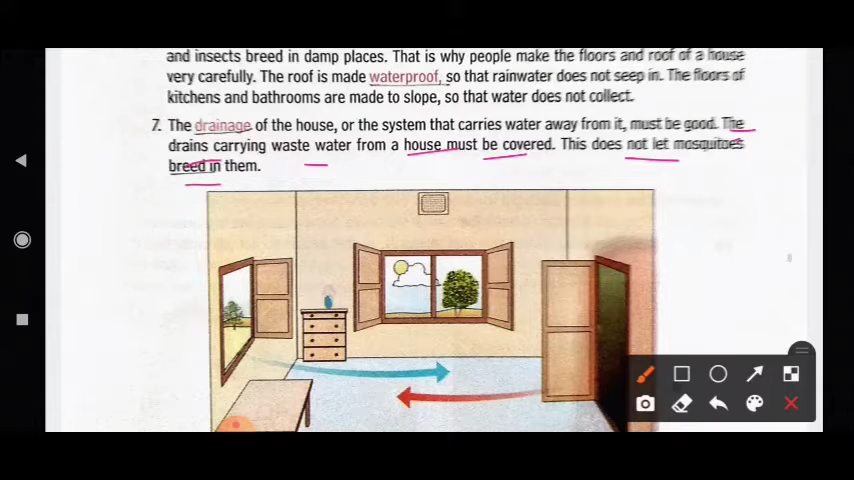 and insects breed in damp places. That is why people make the floors and roof of a house
very carefully. The roof is made waterproof, so that rainwater does not seep in. The floors of
kitchens and bathrooms are made to slope, so that water does not collect.
7. The drainage of the house, or the system that carries water away from it, must be good. The
drains carrying waste water from a house must be covered. This does not let mosquitoes
breed in them.